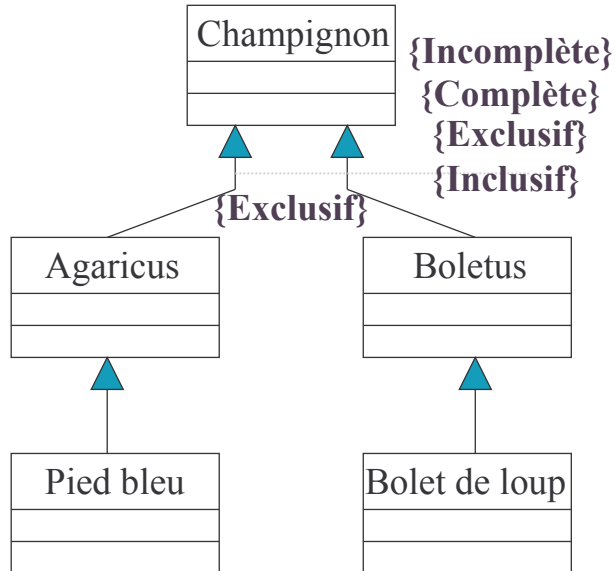 Champignon
{Incomplète}
{Complète}
{Exclusif}
{Inclusif}
{Exclusif}
Agaricus
Boletus
Pied bleu
Bolet de loup